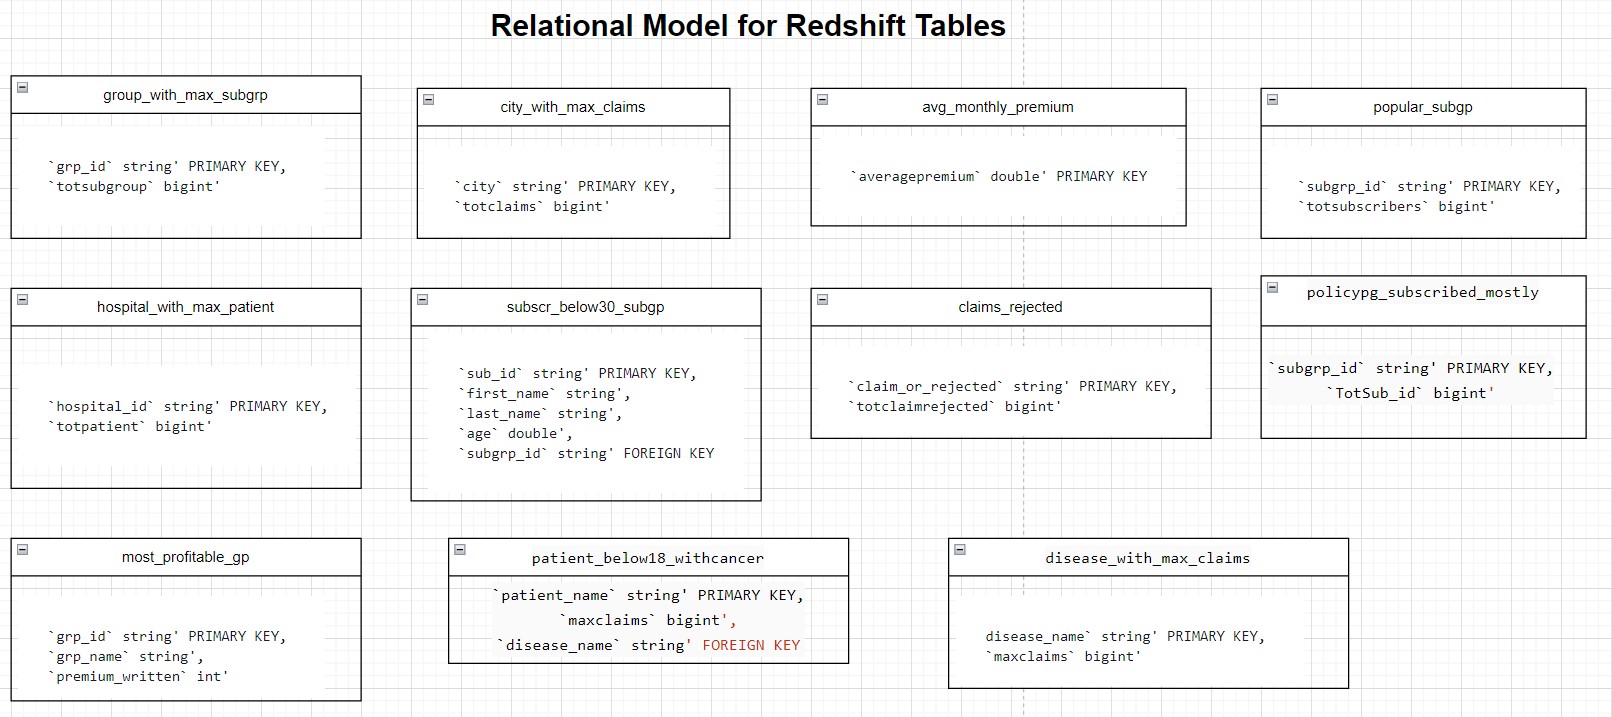 Relational Model for Redshift Tables
group_with_max_subgrp
`grp_id` string' PRIMARY KEY,
`totsubgroup` bigint'
city_with_max_claims
`city` string' PRIMARY KEY,
`totclaims` bigint'
avg_monthly_premium
`averagepremium` double' PRIMARY KEY
popular_subgp
`subgrp_id` string' PRIMARY KEY,
`totsubscribers` bigint'
hospital_with_max_patient
`hospital_id` string' PRIMARY KEY,
`totpatient` bigint'
subscr_below30_subgp
`sub_id` string' PRIMARY KEY,
`first_name` string',
`last_name` string',
`age` double',
`subgrp_id` string' FOREIGN KEY
claims_rejected
`claim_or_rejected` string' PRIMARY KEY,
`totclaimrejected` bigint'
policypg_subscribed_mostly
`subgrp_id` string' PRIMARY KEY,
`TotSub_id` bigint'
most_profitable_gp
`grp_id` string' PRIMARY KEY,
`grp_name` string',
`premium_written` int'
patient_below18_withcancer
`patient_name` string' PRIMARY KEY,
`maxclaims` bigint',
`disease_name` string' FOREIGN KEY
disease_with_max_claims
disease_name` string' PRIMARY KEY,
`maxclaims` bigint'